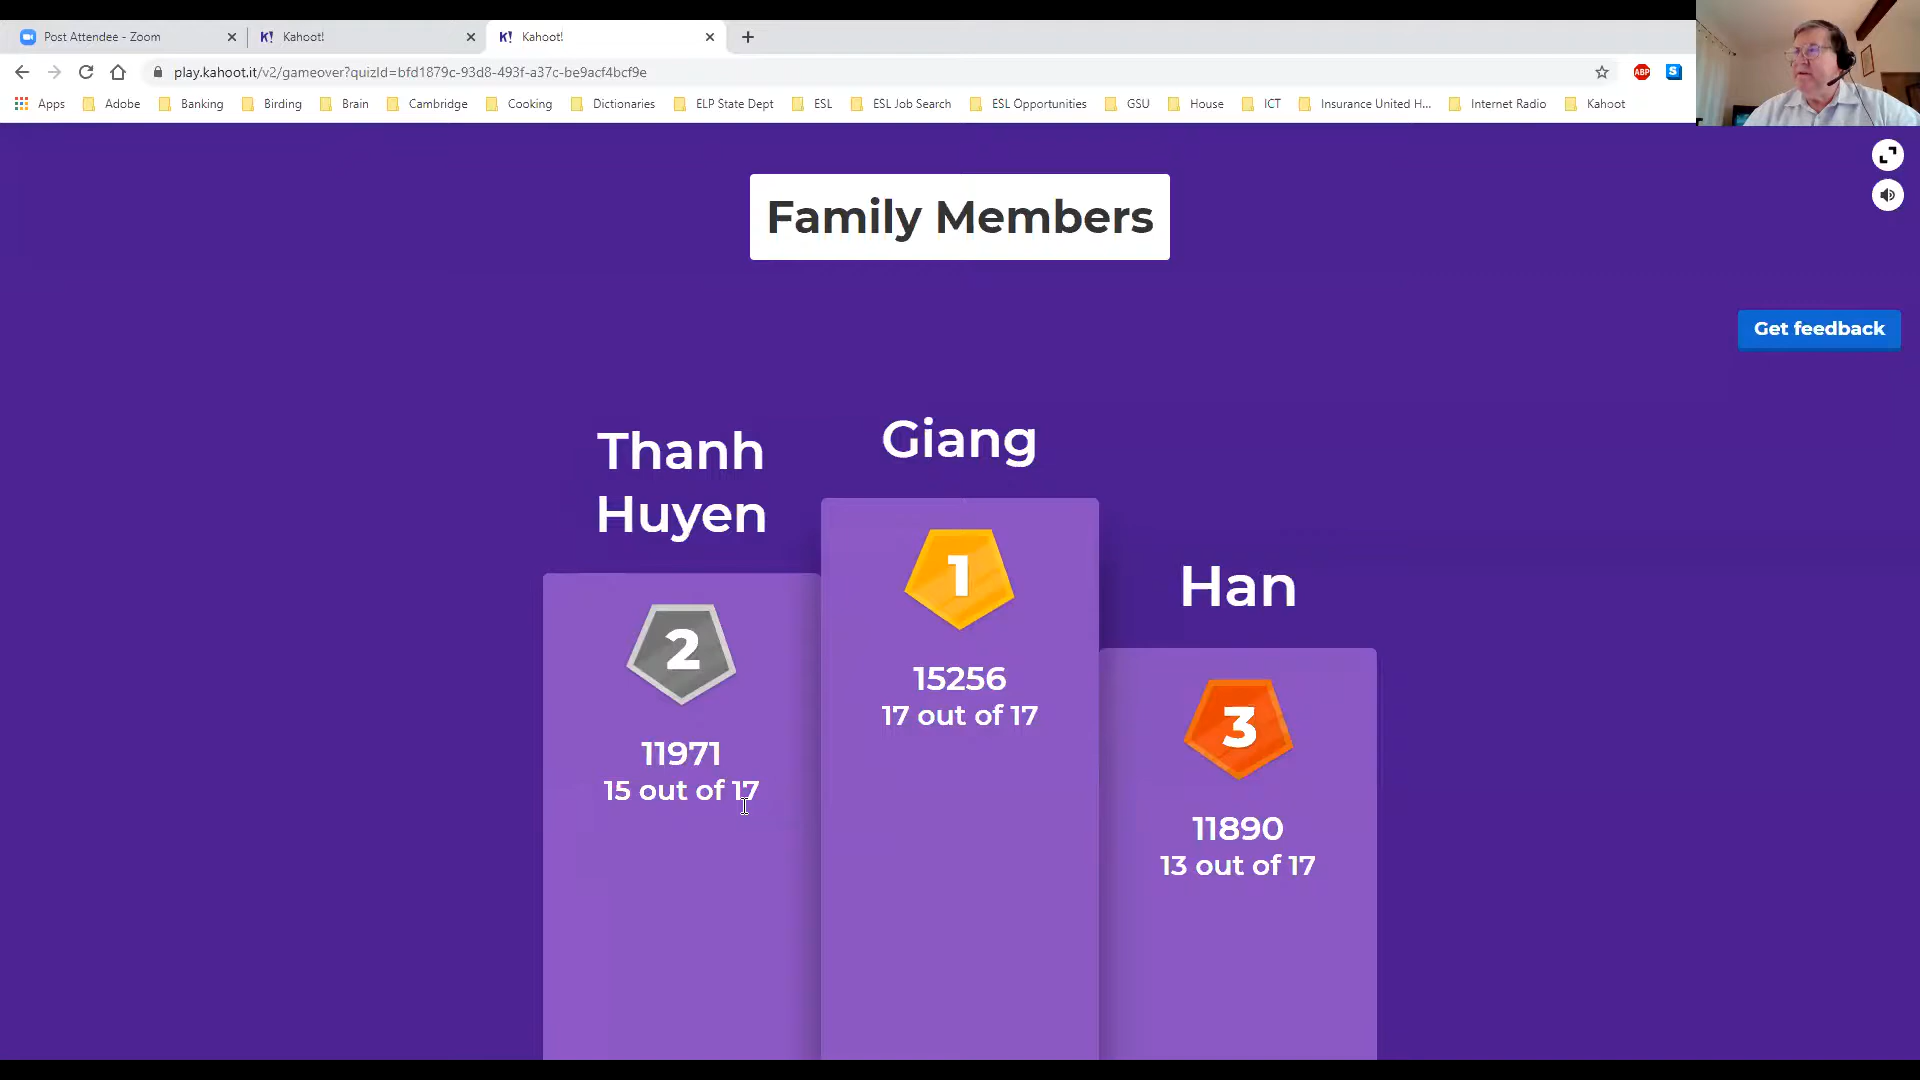 Post Attendee - Zoom
K! Kahoot!
K! Kahoot!
play.kahoot.it/v2/gameover?quizId=bfd1879c-93d8-493f-a37c-be9acf4bcf9e
ABP
S
Apps Adobe Banking Birding Brain Cambridge Cooking Dictionaries ELP State Dept ESL ESL Job Search ESL Opportunities GSU House ICT Insurance United H... Internet Radio Kahoot
Family Members
Get feedback
Giang
1
15256
17 out of 17
Thanh
Huyen
2
11971
15 out of 17
Han
3
11890
13 out of 17